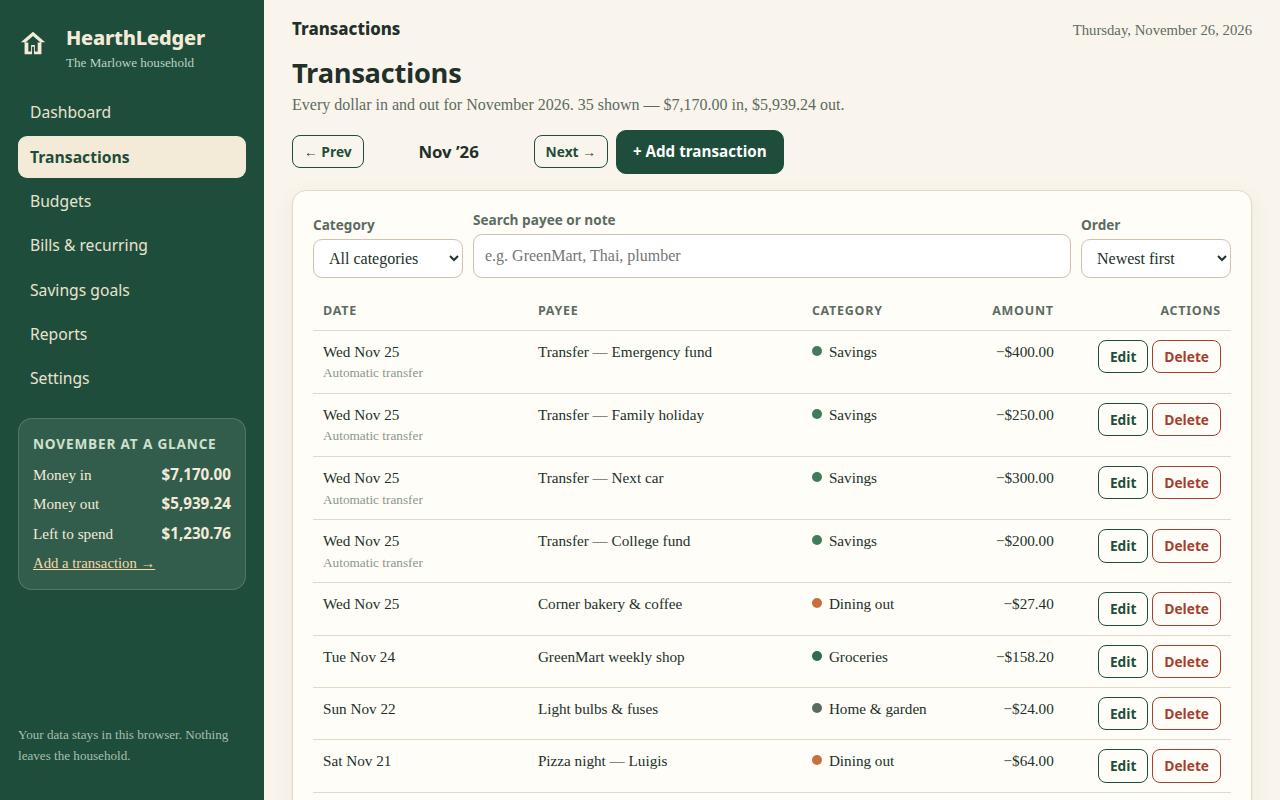 HearthLedger
The Marlowe household
Dashboard
Transactions
Budgets
Bills & recurring
Savings goals
Reports
Settings
NOVEMBER AT A GLANCE
Money in $7,170.00
Money out $5,939.24
Left to spend $1,230.76
Add a transaction →
Your data stays in this browser. Nothing
leaves the household.
Transactions
Thursday, November 26, 2026
Transactions
Every dollar in and out for November 2026. 35 shown — $7,170.00 in, $5,939.24 out.
← Prev Nov ’26 Next → + Add transaction
Category Search payee or note Order
All categories e.g. GreenMart, Thai, plumber Newest first
DATE PAYEE CATEGORY AMOUNT ACTIONS
Wed Nov 25 Transfer — Emergency fund Savings −$400.00 Edit Delete
Automatic transfer
Wed Nov 25 Transfer — Family holiday Savings −$250.00 Edit Delete
Automatic transfer
Wed Nov 25 Transfer — Next car Savings −$300.00 Edit Delete
Automatic transfer
Wed Nov 25 Transfer — College fund Savings −$200.00 Edit Delete
Automatic transfer
Wed Nov 25 Corner bakery & coffee Dining out −$27.40 Edit Delete
Tue Nov 24 GreenMart weekly shop Groceries −$158.20 Edit Delete
Sun Nov 22 Light bulbs & fuses Home & garden −$24.00 Edit Delete
Sat Nov 21 Pizza night — Luigis Dining out −$64.00 Edit Delete